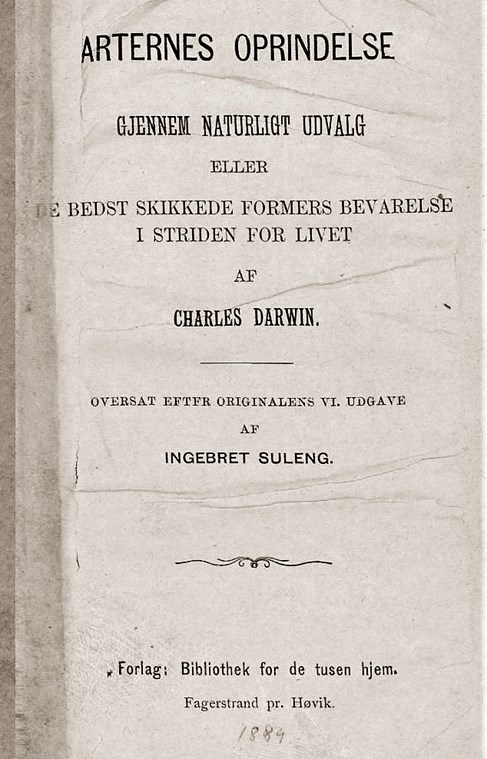 ARTERNES OPRINDELSE
GJENNEM NATURLIGT UDVALG
ELLER
DE BEDST SKIKKEDE FORMERS BEVARELSE
I STRIDEN FOR LIVET
AF
CHARLES DARWIN.
OVERSAT EFTER ORIGINALENS VI. UDGAVE
AF
INGEBRET SULENG.
Forlag: Bibliothek for de tusen hjem.
Fagerstrand pr. Høvik.
1889